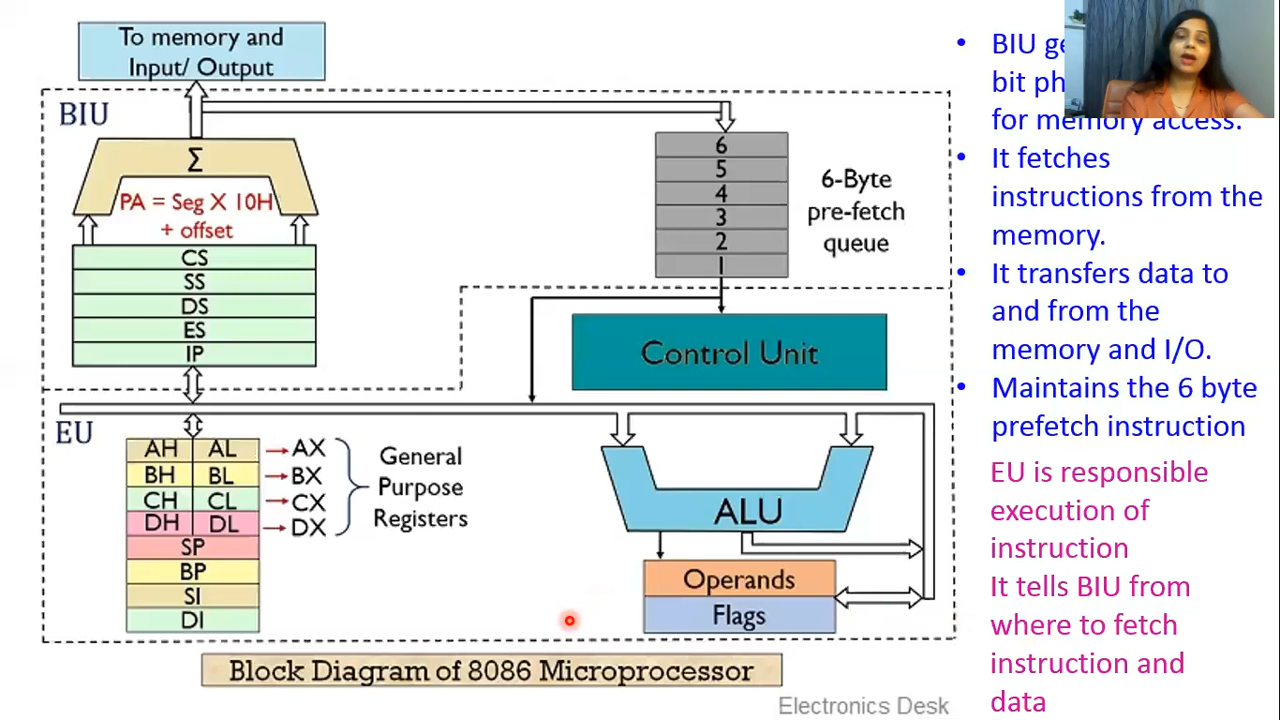 To memory and
Input/ Output
BIU
Σ
PA = Seg X 10H
+ offset
CS
SS
DS
ES
IP
6
5
4
3
2
1
6-Byte
pre-fetch
queue
Control Unit
EU
AH AL AX
BH BL BX
CH CL CX
DH DL DX
SP
BP
SI
DI
General
Purpose
Registers
ALU
Operands
Flags
Block Diagram of 8086 Microprocessor
Electronics Desk
• BIU
bit
for memory access.
• It fetches
instructions from the
memory.
• It transfers data to
and from the
memory and I/O.
• Maintains the 6 byte
prefetch instruction
EU is responsible
execution of
instruction
It tells BIU from
where to fetch
instruction and
data